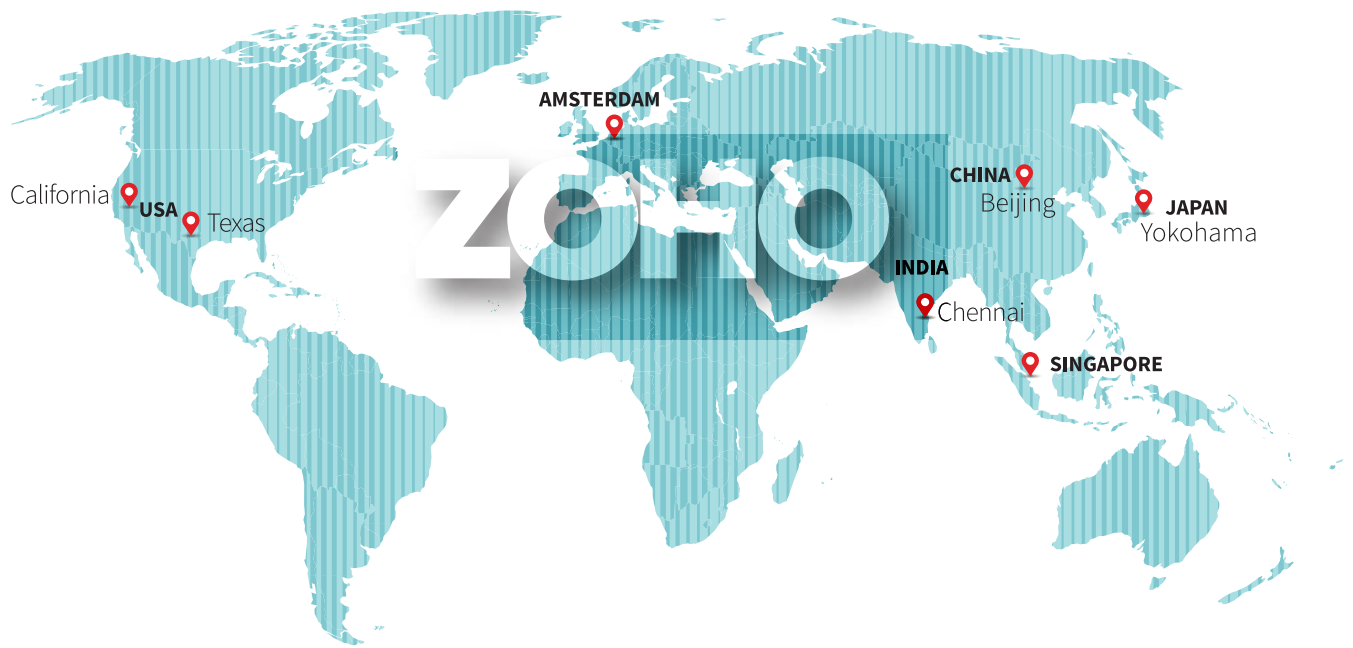 AMSTERDAM
ZOHO
CHINA
Beijing
California
USA
Texas
JAPAN
Yokohama
INDIA
Chennai
SINGAPORE